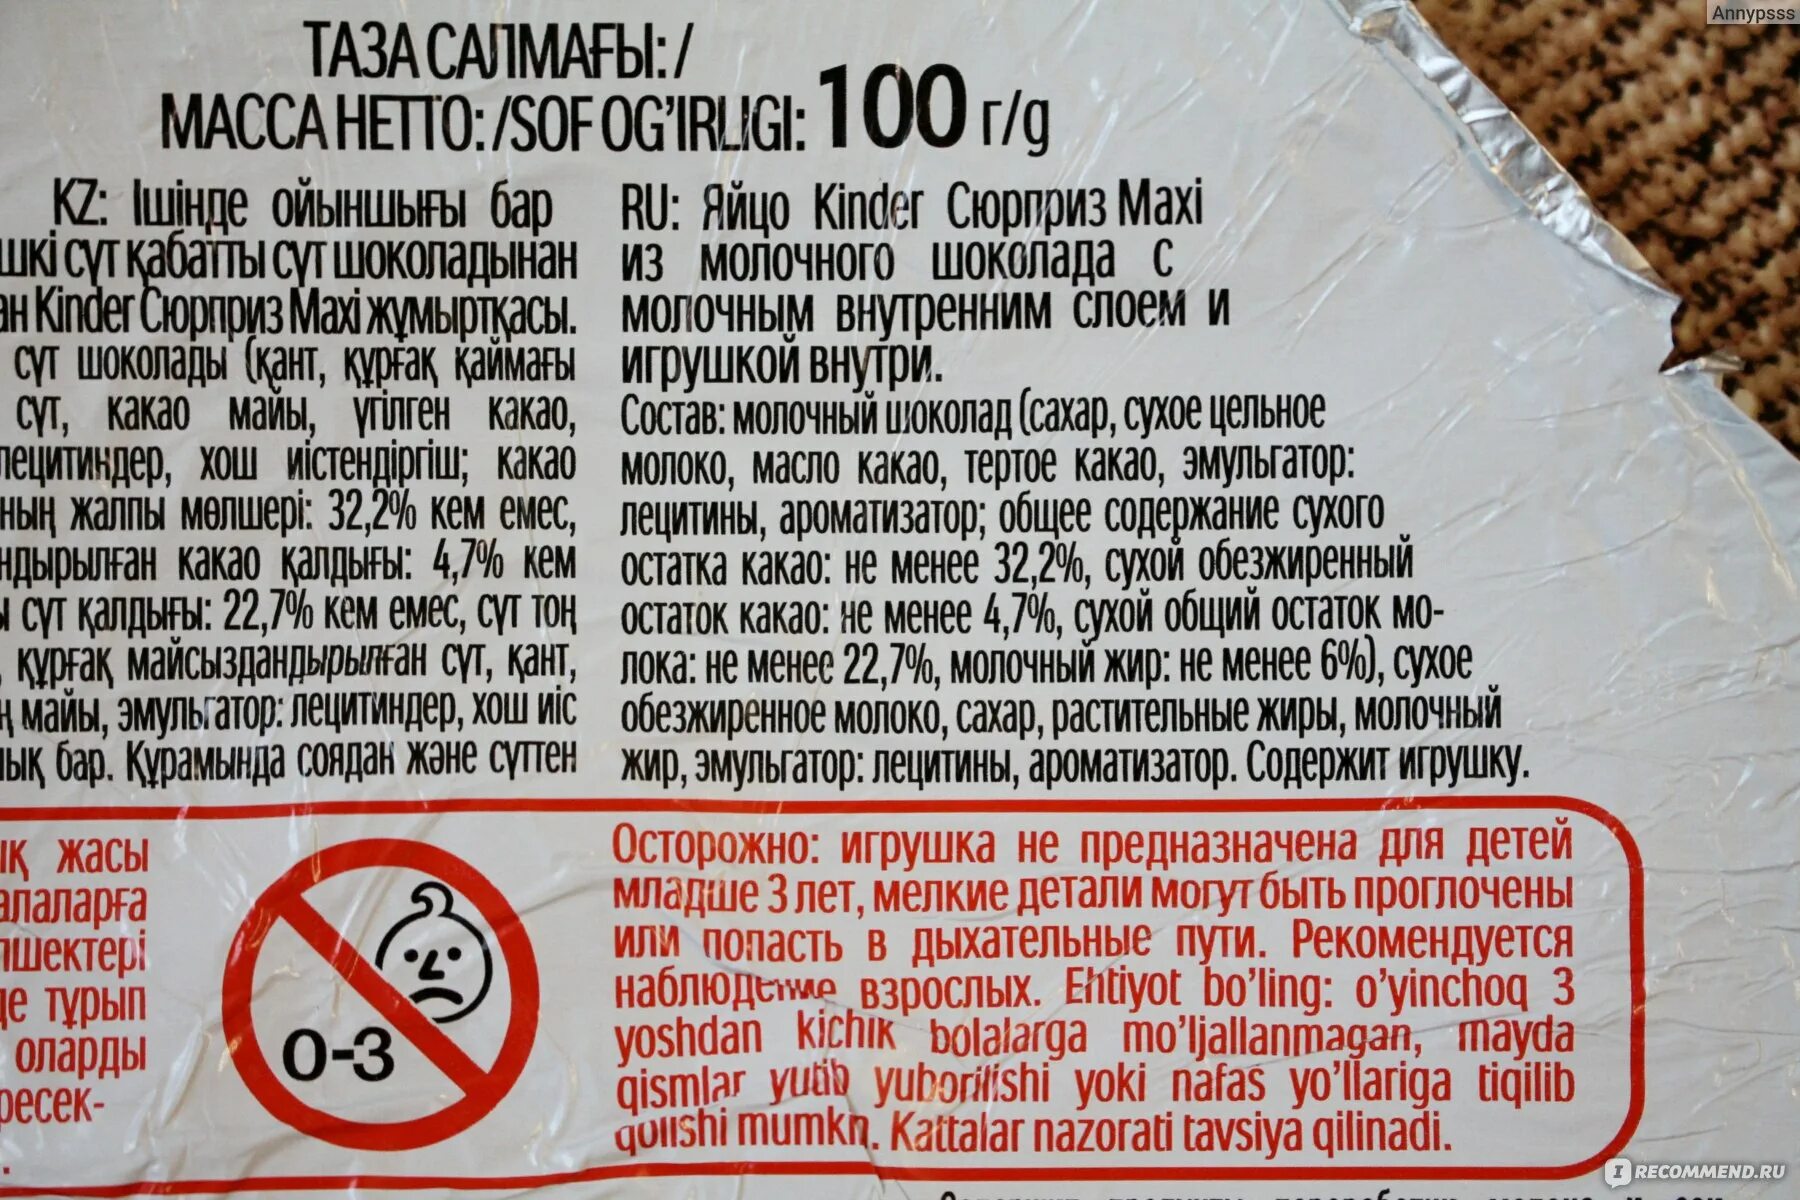 Annypsss
ТАЗА САЛМАҒЫ: /
МАССА НЕТТО: /SOF OG'IRLIGI: 100 г/g
KZ: Ішінде ойыншығы бар
шкі сүт қабатты сүт шоколадынан
ан Kinder Сюрприз Maxi жұмыртқасы.
сүт шоколады (қант, құрғақ қаймағы
сүт, какао майы, үгілген какао,
лецитиндер, хош иістендіргіш; какао
ның жалпы мөлшері: 32,2% кем емес,
ндырылған какао қалдығы: 4,7% кем
ы сүт қалдығы: 22,7% кем емес, сүт тоң
, құрғақ майсыздандырылған сүт, қант,
ң майы, эмульгатор: лецитиндер, хош иіс
ық бар. Құрамында соядан және сүттен
RU: Яйцо Kinder Сюрприз Maxi
из молочного шоколада с
молочным внутренним слоем и
игрушкой внутри.
Состав: молочный шоколад (сахар, сухое цельное
молоко, масло какао, тертое какао, эмульгатор:
лецитины, ароматизатор; общее содержание сухого
остатка какао: не менее 32,2%, сухой обезжиренный
остаток какао: не менее 4,7%, сухой общий остаток мо-
лока: не менее 22,7%, молочный жир: не менее 6%), сухое
обезжиренное молоко, сахар, растительные жиры, молочный
жир, эмульгатор: лецитины, ароматизатор. Содержит игрушку.
ық жасы
алаларға
лшектері
де тұрып
оларды
ресек-
0-3
Осторожно: игрушка не предназначена для детей
младше 3 лет, мелкие детали могут быть проглочены
или попасть в дыхательные пути. Рекомендуется
наблюдение взрослых. Ehtiyot bo'ling: o'yinchoq 3
yoshdan kichik bolalarga mo'ljallanmagan, mayda
qismlar yutib yuborilishi yoki nafas yo'llariga tiqilib
qolishi mumkn. Kattalar nazorati tavsiya qilinadi.
IRECOMMEND.RU